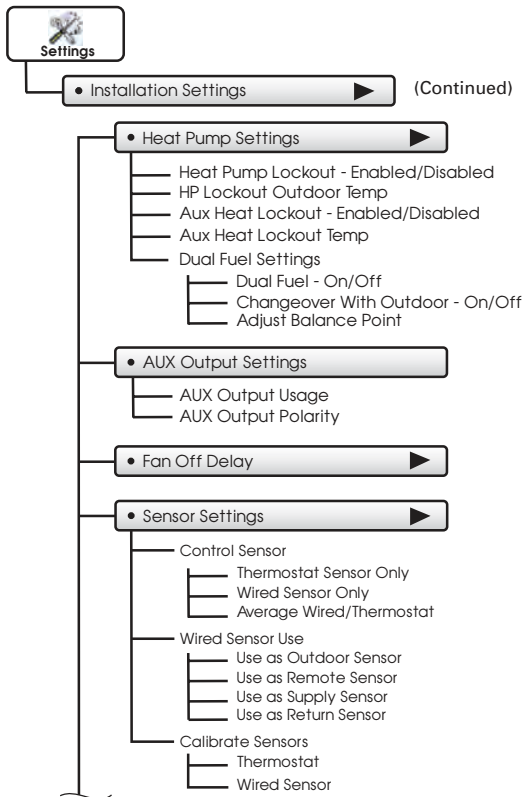 Settings
• Installation Settings (Continued)
• Heat Pump Settings
Heat Pump Lockout - Enabled/Disabled
HP Lockout Outdoor Temp
Aux Heat Lockout - Enabled/Disabled
Aux Heat Lockout Temp
Dual Fuel Settings
Dual Fuel - On/Off
Changeover With Outdoor - On/Off
Adjust Balance Point
• AUX Output Settings
AUX Output Usage
AUX Output Polarity
• Fan Off Delay
• Sensor Settings
Control Sensor
Thermostat Sensor Only
Wired Sensor Only
Average Wired/Thermostat
Wired Sensor Use
Use as Outdoor Sensor
Use as Remote Sensor
Use as Supply Sensor
Use as Return Sensor
Calibrate Sensors
Thermostat
Wired Sensor